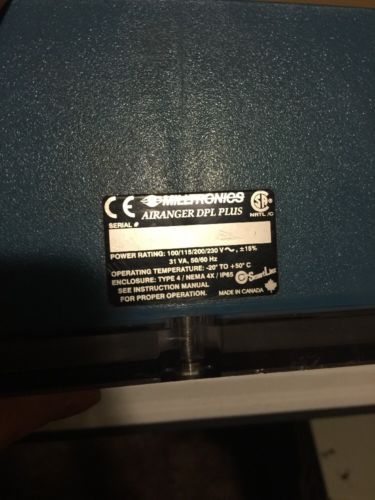 CE MILLTRONICS
AIRANGER DPL PLUS
NRTL /C
SERIAL #
POWER RATING: 100/115/200/230 V ~, ±15%
31 VA, 50/60 Hz
OPERATING TEMPERATURE: -20° TO +50° C
ENCLOSURE: TYPE 4 / NEMA 4X / IP65
SmartLinx
SEE INSTRUCTION MANUAL
FOR PROPER OPERATION.
MADE IN CANADA